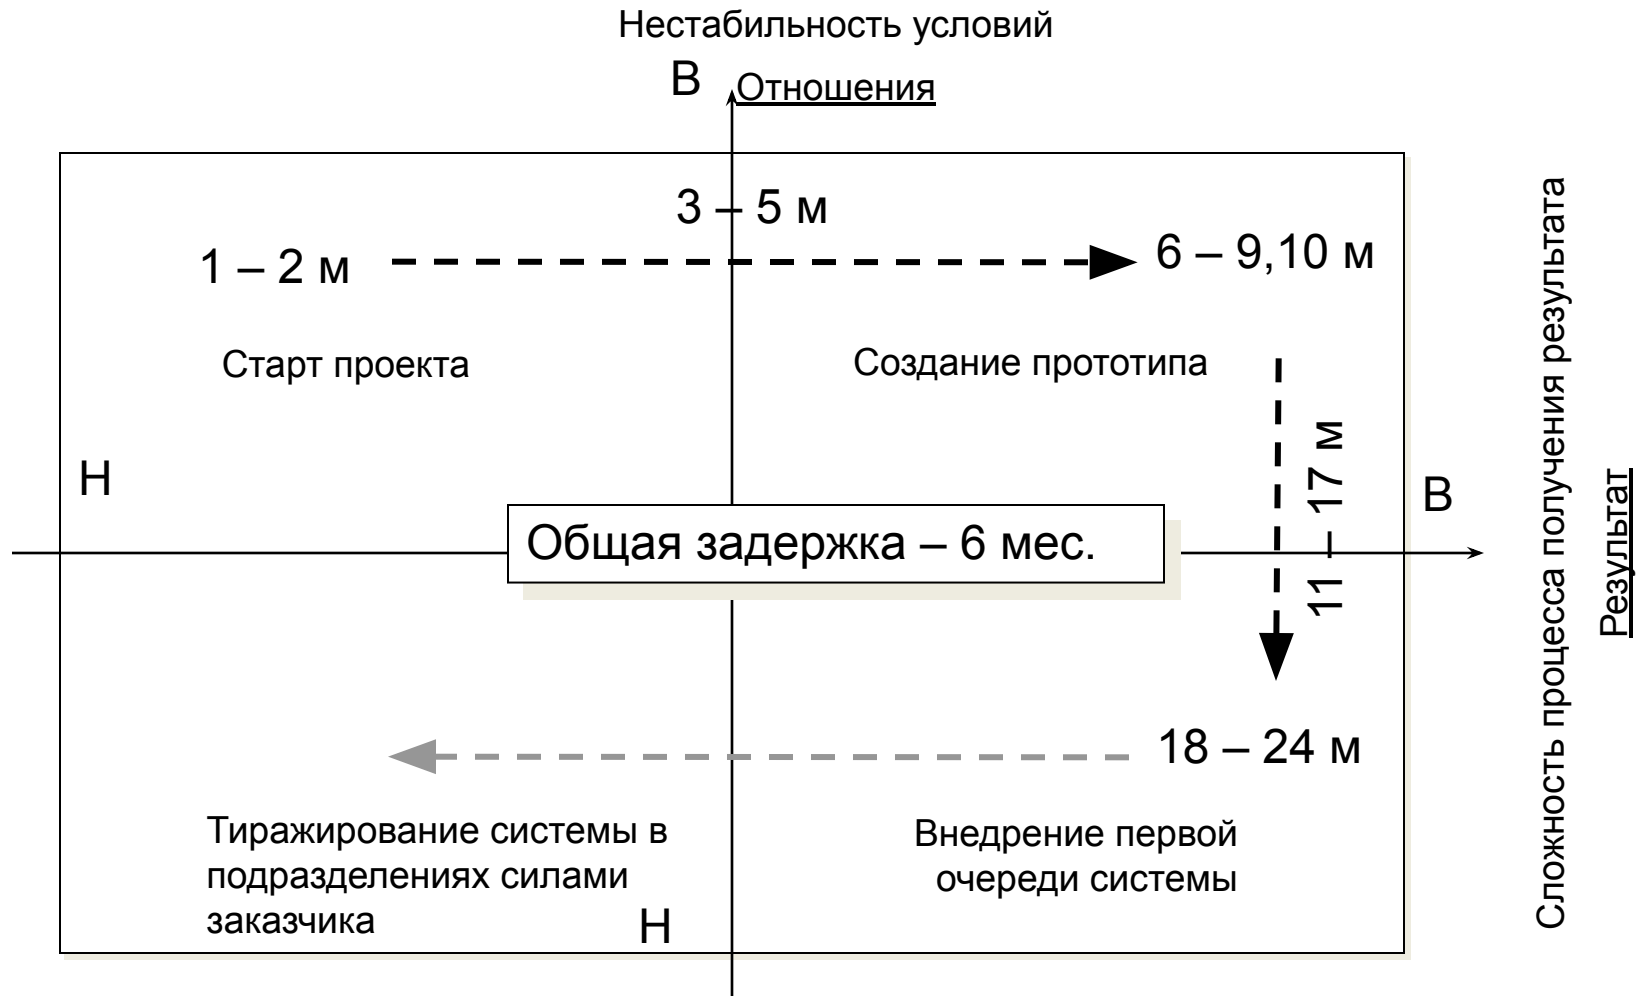 Нестабильность условий
В
Отношения
3 – 5 м
1 – 2 м
6 – 9,10 м
Старт проекта
Создание прототипа
Н
11 – 17 м
В
Общая задержка – 6 мес.
18 – 24 м
Тиражирование системы в
подразделениях силами
заказчика
Внедрение первой
очереди системы
Н
Сложность процесса получения результата
Результат